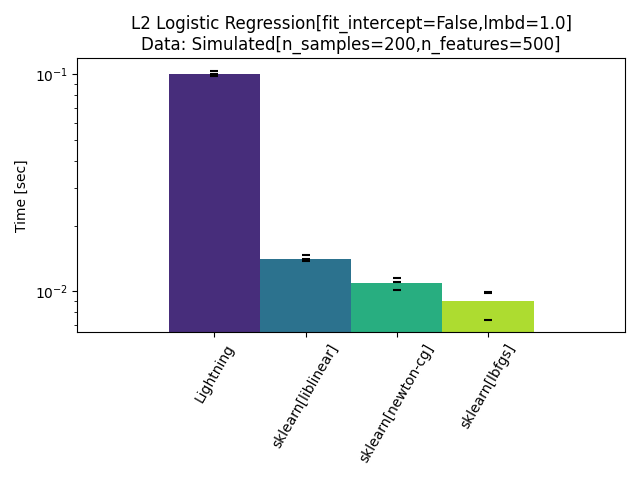 L2 Logistic Regression[fit_intercept=False,lmbd=1.0]
Data: Simulated[n_samples=200,n_features=500]
10⁻¹
10⁻²
Time [sec]
Lightning
sklearn[liblinear]
sklearn[newton-cg]
sklearn[lbfgs]